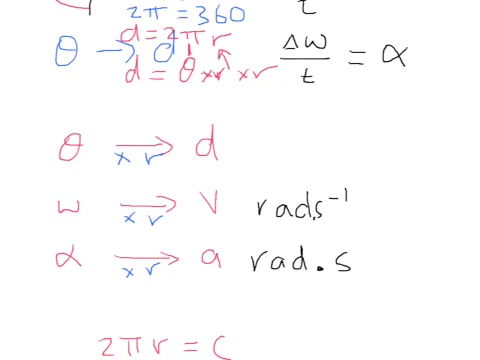 2π = 360
t
d = 2πr
θ → d
Δω / t = α
d = θ × r × r
θ × r → d
ω × r → v rad.s⁻¹
α × r → a rad.s
2πr = C